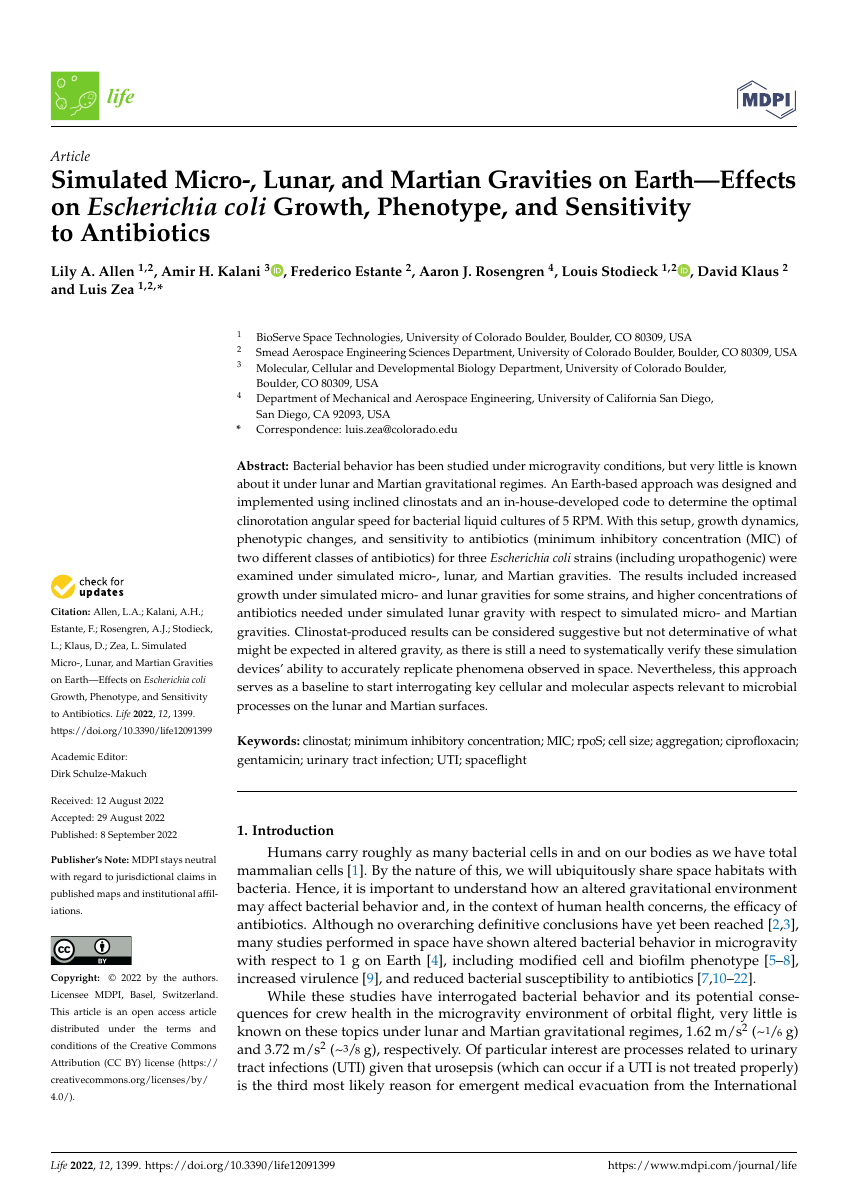 life
MDPI
Article
Simulated Micro-, Lunar, and Martian Gravities on Earth—Effects
on Escherichia coli Growth, Phenotype, and Sensitivity
to Antibiotics
Lily A. Allen 1,2, Amir H. Kalani 3 iD, Frederico Estante 2, Aaron J. Rosengren 4, Louis Stodieck 1,2 iD, David Klaus 2
and Luis Zea 1,2,*
1 BioServe Space Technologies, University of Colorado Boulder, Boulder, CO 80309, USA
2 Smead Aerospace Engineering Sciences Department, University of Colorado Boulder, Boulder, CO 80309, USA
3 Molecular, Cellular and Developmental Biology Department, University of Colorado Boulder,
Boulder, CO 80309, USA
4 Department of Mechanical and Aerospace Engineering, University of California San Diego,
San Diego, CA 92093, USA
* Correspondence: luis.zea@colorado.edu
Abstract: Bacterial behavior has been studied under microgravity conditions, but very little is known
about it under lunar and Martian gravitational regimes. An Earth-based approach was designed and
implemented using inclined clinostats and an in-house-developed code to determine the optimal
clinorotation angular speed for bacterial liquid cultures of 5 RPM. With this setup, growth dynamics,
phenotypic changes, and sensitivity to antibiotics (minimum inhibitory concentration (MIC) of
two different classes of antibiotics) for three Escherichia coli strains (including uropathogenic) were
examined under simulated micro-, lunar, and Martian gravities. The results included increased
growth under simulated micro- and lunar gravities for some strains, and higher concentrations of
antibiotics needed under simulated lunar gravity with respect to simulated micro- and Martian
gravities. Clinostat-produced results can be considered suggestive but not determinative of what
might be expected in altered gravity, as there is still a need to systematically verify these simulation
devices' ability to accurately replicate phenomena observed in space. Nevertheless, this approach
serves as a baseline to start interrogating key cellular and molecular aspects relevant to microbial
processes on the lunar and Martian surfaces.
Keywords: clinostat; minimum inhibitory concentration; MIC; rpoS; cell size; aggregation; ciprofloxacin;
gentamicin; urinary tract infection; UTI; spaceflight
check for
updates
Citation: Allen, L.A.; Kalani, A.H.;
Estante, F.; Rosengren, A.J.; Stodieck,
L.; Klaus, D.; Zea, L. Simulated
Micro-, Lunar, and Martian Gravities
on Earth—Effects on Escherichia coli
Growth, Phenotype, and Sensitivity
to Antibiotics. Life 2022, 12, 1399.
https://doi.org/10.3390/life12091399
Academic Editor:
Dirk Schulze-Makuch
Received: 12 August 2022
Accepted: 29 August 2022
Published: 8 September 2022
Publisher's Note: MDPI stays neutral
with regard to jurisdictional claims in
published maps and institutional affil-
iations.
cc BY
Copyright: © 2022 by the authors.
Licensee MDPI, Basel, Switzerland.
This article is an open access article
distributed under the terms and
conditions of the Creative Commons
Attribution (CC BY) license (https://
creativecommons.org/licenses/by/
4.0/).
1. Introduction
Humans carry roughly as many bacterial cells in and on our bodies as we have total
mammalian cells [1]. By the nature of this, we will ubiquitously share space habitats with
bacteria. Hence, it is important to understand how an altered gravitational environment
may affect bacterial behavior and, in the context of human health concerns, the efficacy of
antibiotics. Although no overarching definitive conclusions have yet been reached [2,3],
many studies performed in space have shown altered bacterial behavior in microgravity
with respect to 1 g on Earth [4], including modified cell and biofilm phenotype [5–8],
increased virulence [9], and reduced bacterial susceptibility to antibiotics [7,10–22].
While these studies have interrogated bacterial behavior and its potential conse-
quences for crew health in the microgravity environment of orbital flight, very little is
known on these topics under lunar and Martian gravitational regimes, 1.62 m/s² (~1/6 g)
and 3.72 m/s² (~3/8 g), respectively. Of particular interest are processes related to urinary
tract infections (UTI) given that urosepsis (which can occur if a UTI is not treated properly)
is the third most likely reason for emergent medical evacuation from the International
Life 2022, 12, 1399. https://doi.org/10.3390/life12091399
https://www.mdpi.com/journal/life